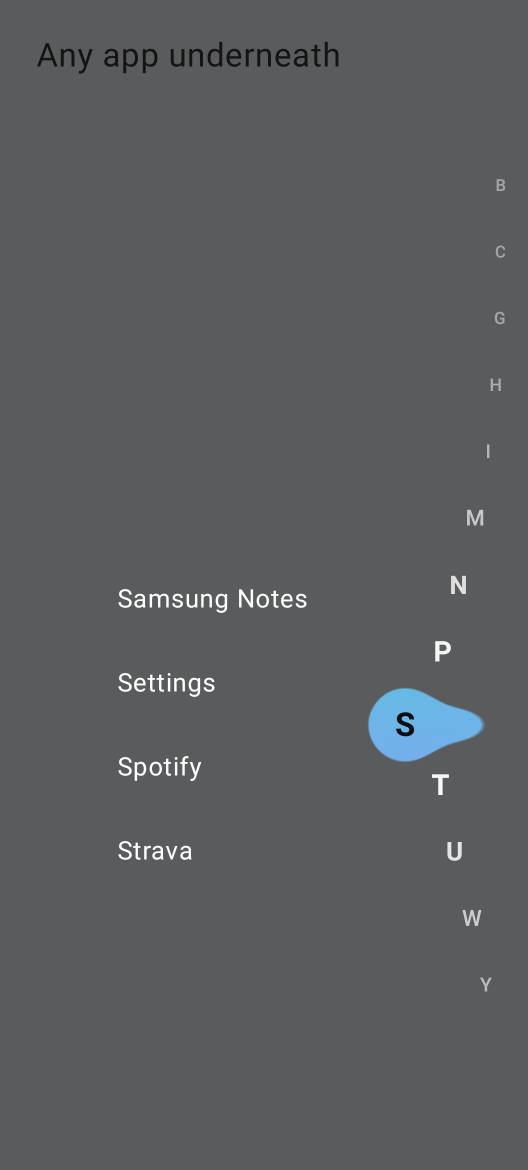 Any app underneath
B
C
G
H
I
M
N
Samsung Notes
P
Settings
S
Spotify
T
Strava
U
W
Y